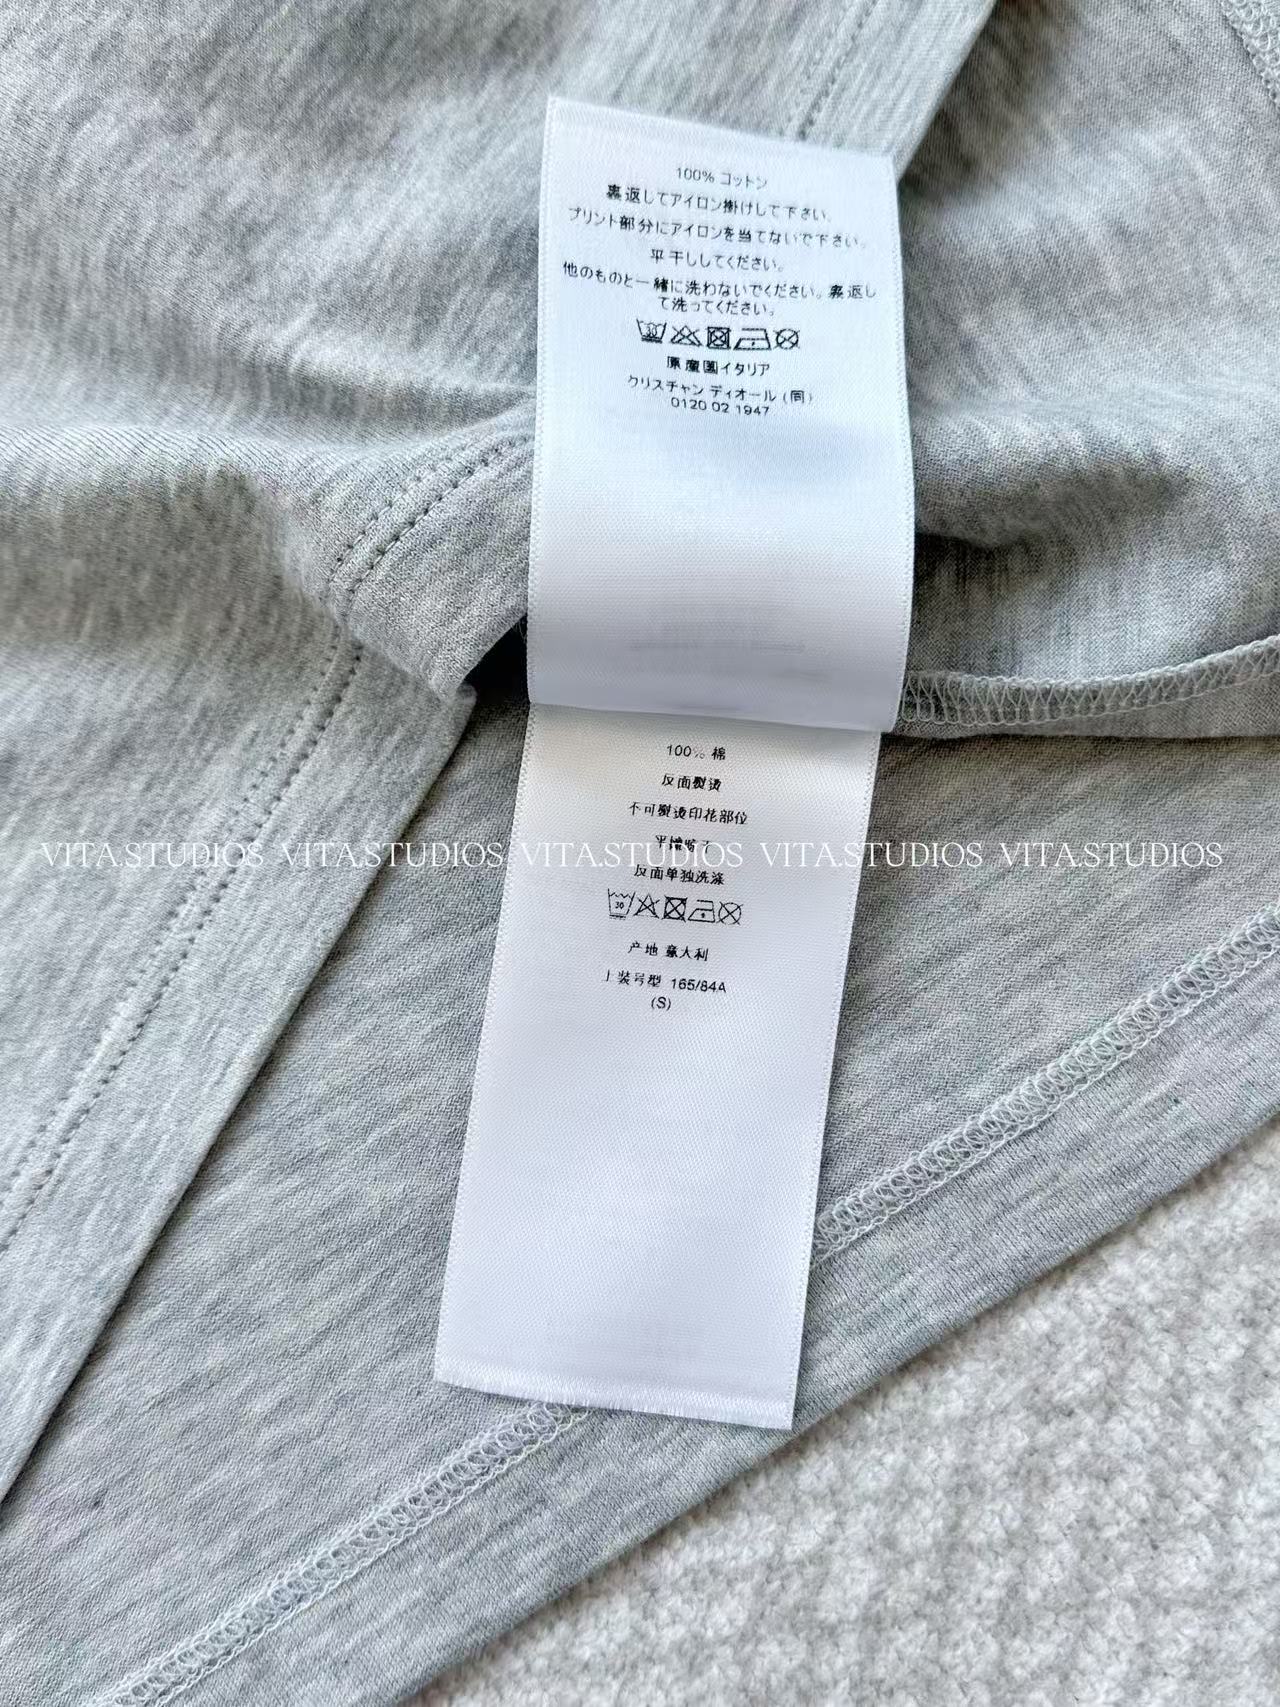 100% コットン
裏返してアイロン掛けして下さい。
プリント部分にアイロンを当てないで下さい。
平干ししてください。
他のものと一緒に洗わないでください。裏返し
て洗ってください。
30
原産国イタリア
クリスチャン ディオール (同)
0120 02 1947
100% 棉
反面熨烫
不可熨烫印花部位
VITA.STUDIOS VITA.STUDIOS VITA.STUDIOS VITA.STUDIOS VITA.STUDIOS
反面单独洗涤
30
产地 意大利
上装号型 165/84A
(S)